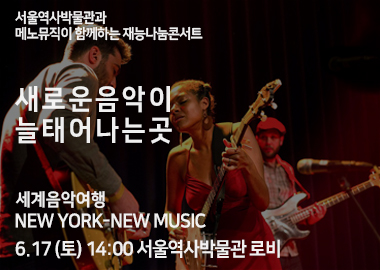 서울역사박물관과
메노뮤직이 함께하는 재능나눔콘서트
새로운음악이
늘태어나는곳
세계음악여행
NEW YORK-NEW MUSIC
6.17 (토) 14:00 서울역사박물관 로비